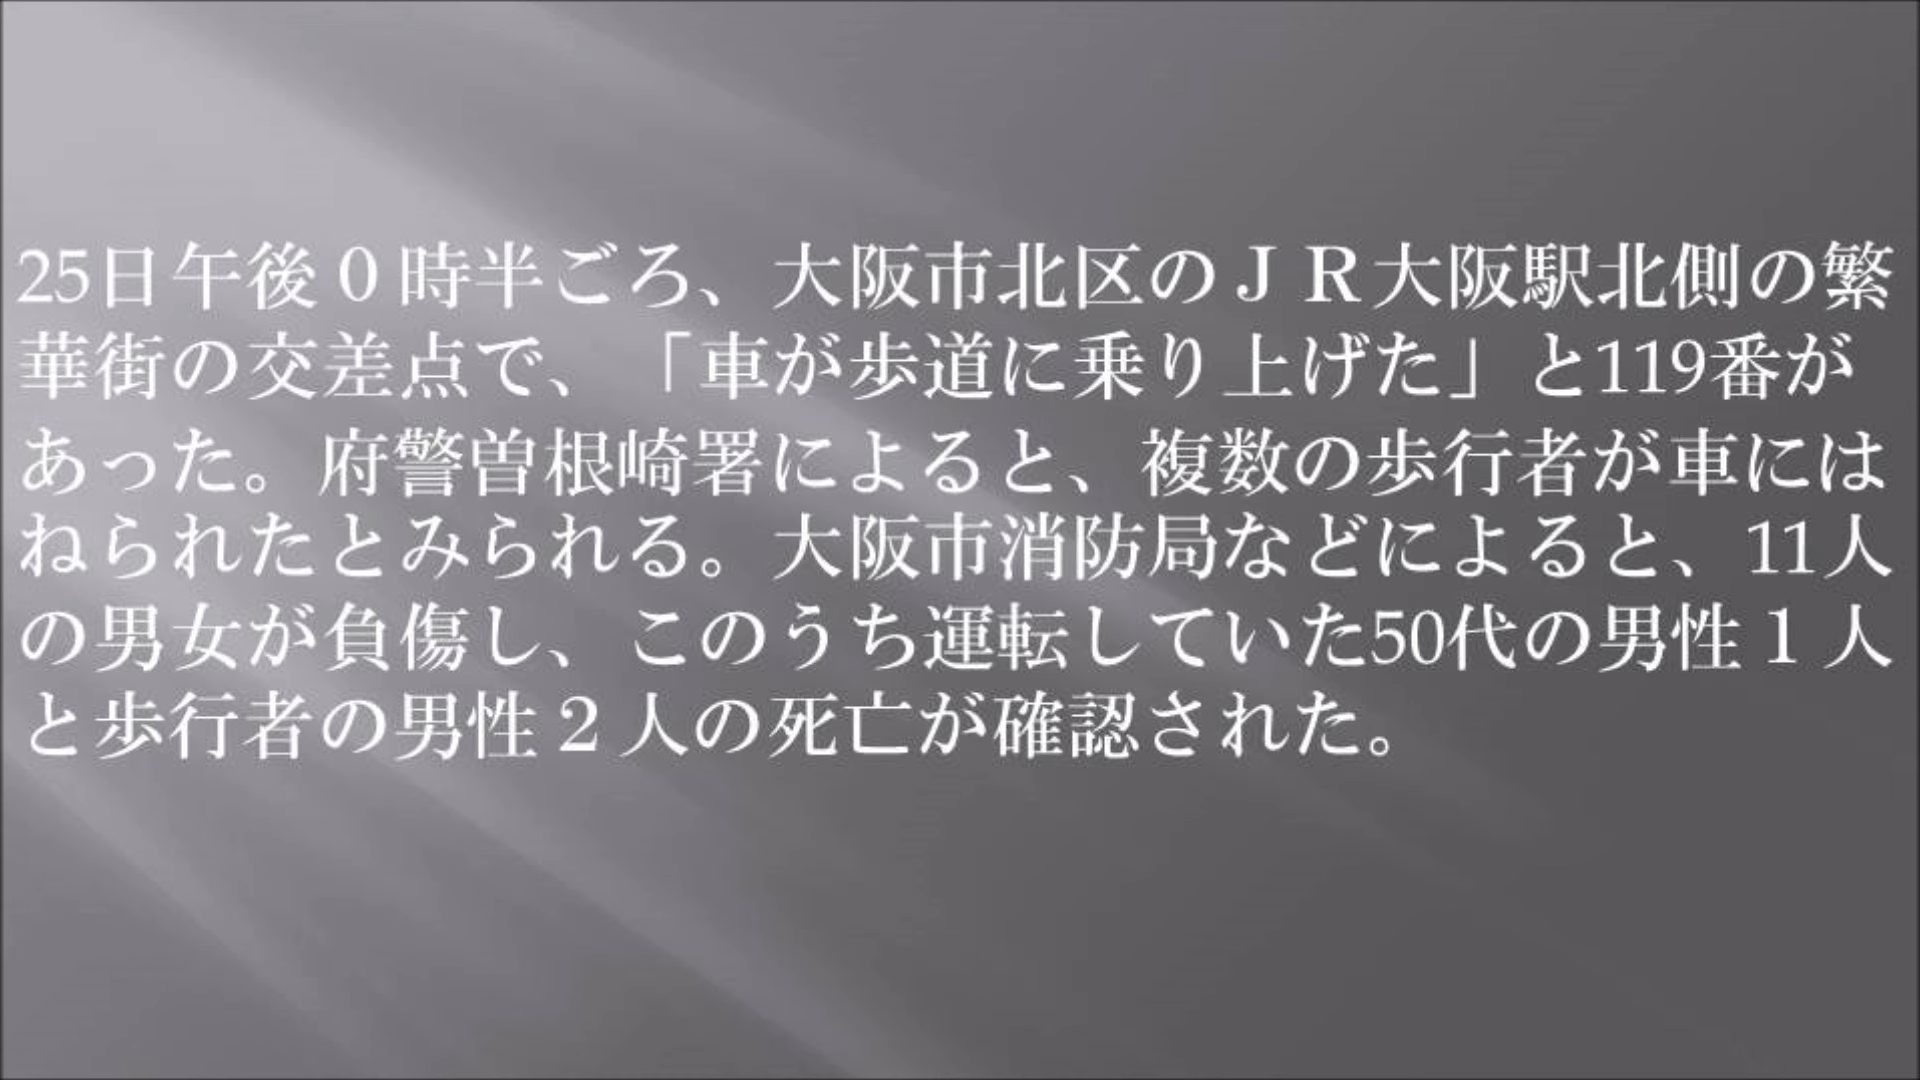 25日午後０時半ごろ、大阪市北区のＪＲ大阪駅北側の繁
華街の交差点で、「車が歩道に乗り上げた」と119番が
あった。府警曽根崎署によると、複数の歩行者が車には
ねられたとみられる。大阪市消防局などによると、11人
の男女が負傷し、このうち運転していた50代の男性１人
と歩行者の男性２人の死亡が確認された。